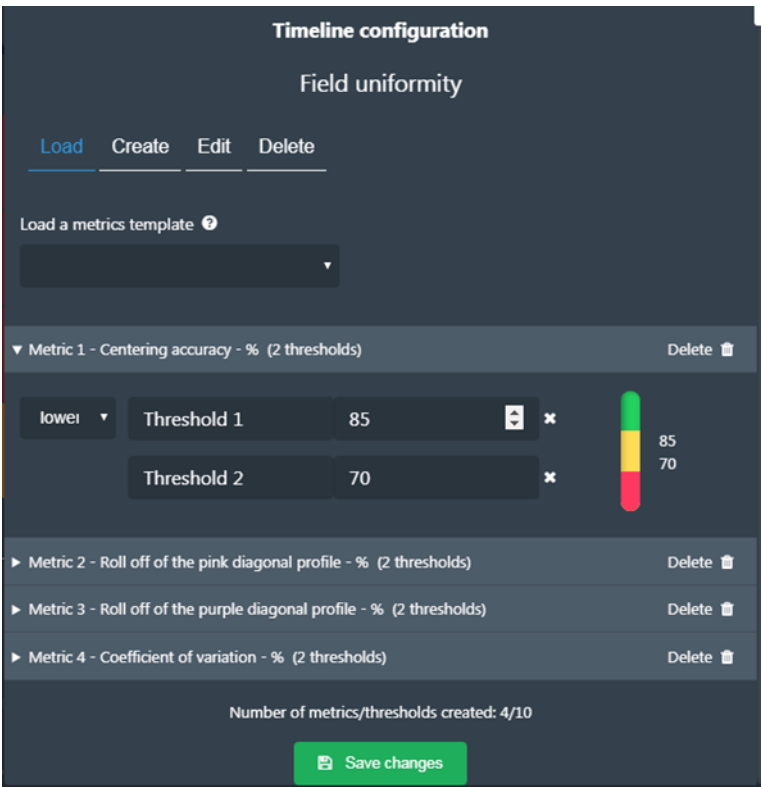 Timeline configuration
Field uniformity
Load Create Edit Delete
Load a metrics template ?
▼ Metric 1 - Centering accuracy - % (2 thresholds) Delete
lower ▼ Threshold 1 85 ✖
85
70
Threshold 2 70 ✖
► Metric 2 - Roll off of the pink diagonal profile - % (2 thresholds) Delete
► Metric 3 - Roll off of the purple diagonal profile - % (2 thresholds) Delete
► Metric 4 - Coefficient of variation - % (2 thresholds) Delete
Number of metrics/thresholds created: 4/10
Save changes